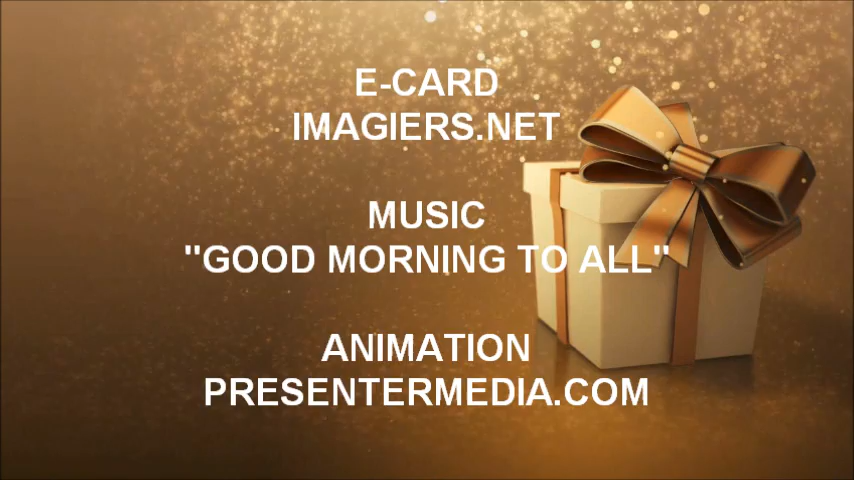 E-CARD
IMAGIERS.NET
MUSIC
"GOOD MORNING TO ALL"
ANIMATION
PRESENTERMEDIA.COM